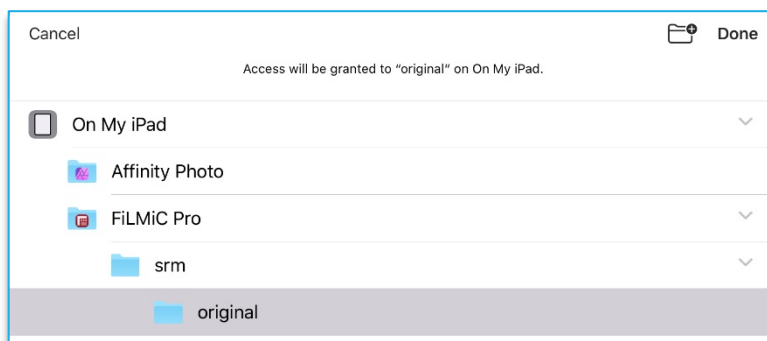 Cancel
Done
Access will be granted to “original” on On My iPad.
On My iPad
Affinity Photo
FiLMiC Pro
srm
original